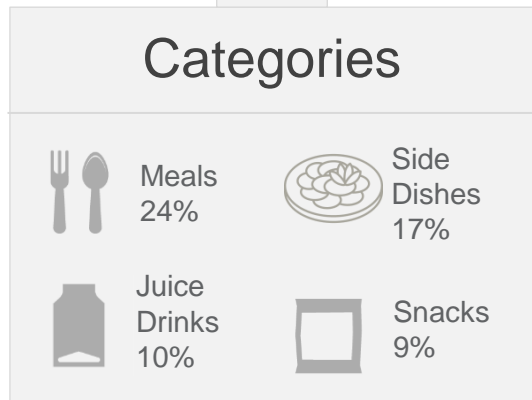 Categories
Meals
24%
Side
Dishes
17%
Juice
Drinks
10%
Snacks
9%